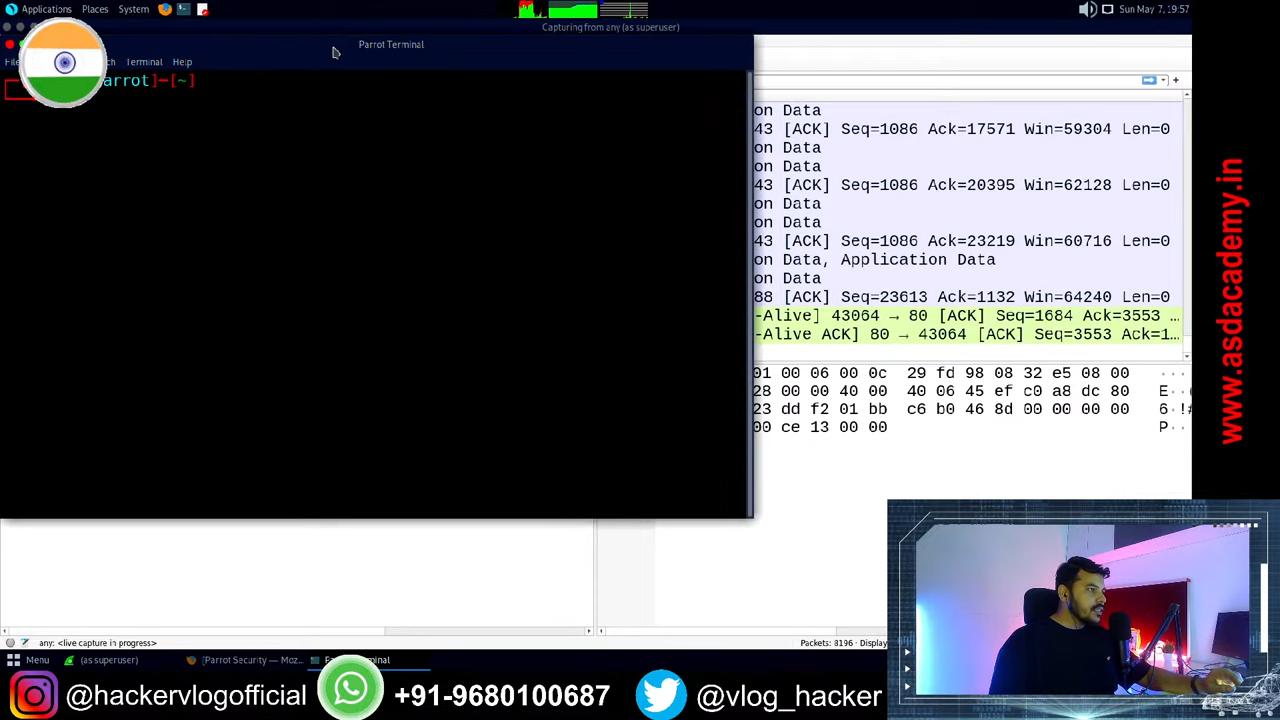 Applications Places System
Sun May 7, 19:57
Capturing from any (as superuser)
Parrot Terminal
Terminal Help
arrot]─[~]
on Data
43 [ACK] Seq=1086 Ack=17571 Win=59304 Len=0
on Data
on Data
43 [ACK] Seq=1086 Ack=20395 Win=62128 Len=0
on Data
on Data
43 [ACK] Seq=1086 Ack=23219 Win=60716 Len=0
on Data, Application Data
on Data
88 [ACK] Seq=23613 Ack=1132 Win=64240 Len=0
-Alive] 43064 → 80 [ACK] Seq=1684 Ack=3553 …
-Alive ACK] 80 → 43064 [ACK] Seq=3553 Ack=1…
01 00 06 00 0c 29 fd 98 08 32 e5 08 00 ···
28 00 00 40 00 40 06 45 ef c0 a8 dc 80 E··(
23 dd f2 01 bb c6 b0 46 8d 00 00 00 00 6·!#
00 ce 13 00 00 P··
www.asdacademy.in
any: <live capture in progress>
Packets: 8196 · Display
Menu (as superuser) [Parrot Security — Moz...
@hackervlogofficial
+91-9680100687
@vlog_hacker